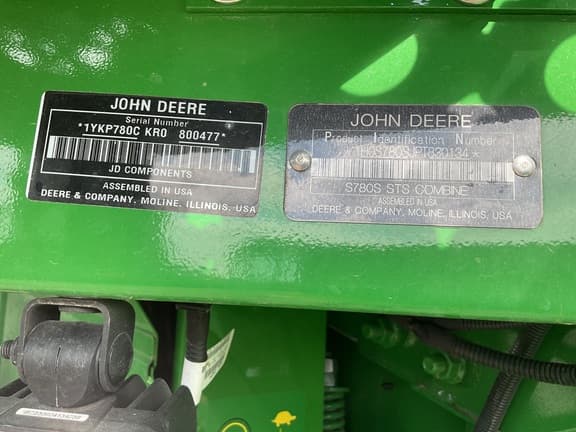 JOHN DEERE
Serial Number
*1YKP780C KR0 800477*
JD COMPONENTS
ASSEMBLED IN USA
DEERE & COMPANY, MOLINE, ILLINOIS, USA
JOHN DEERE
Product Identification Number
S780S STS COMBINE
ASSEMBLED IN USA
DEERE & COMPANY, MOLINE, ILLINOIS, USA